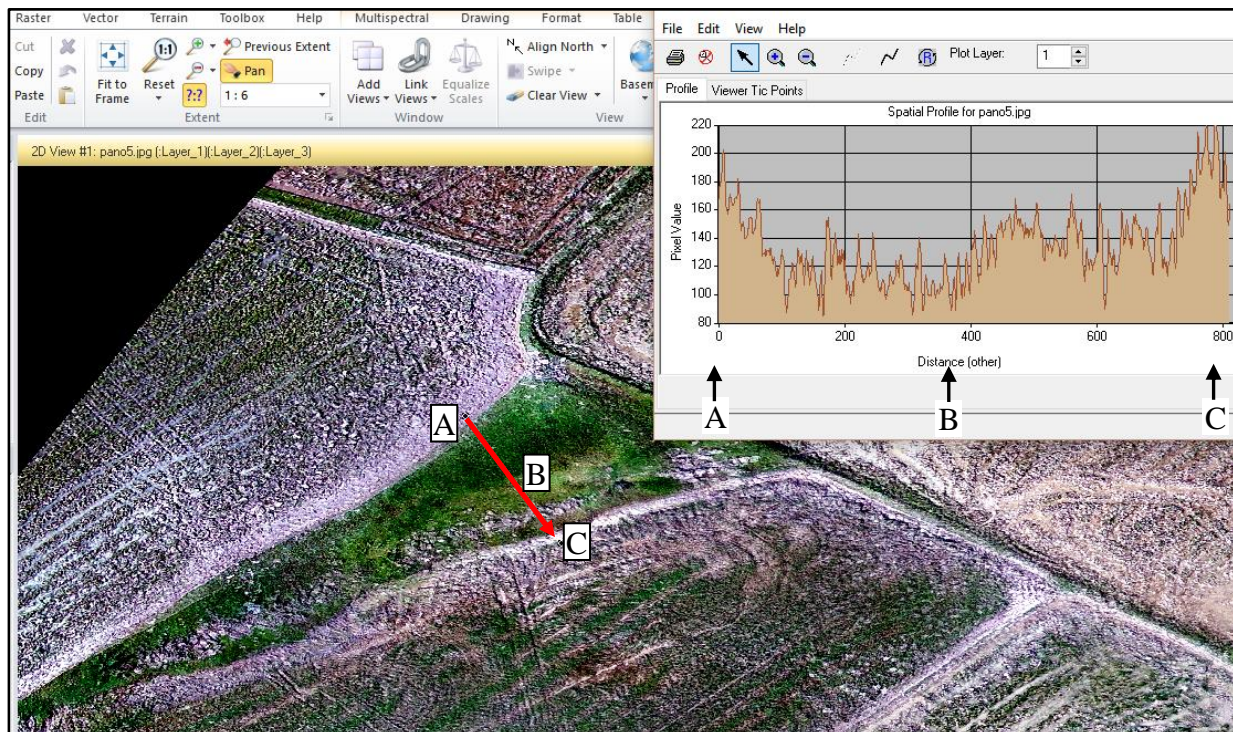 Raster Vector Terrain Toolbox Help Multispectral Drawing Format Table
Cut
Copy
Paste
Edit
Fit to
Frame
1:1
Reset
Previous Extent
Pan
?:?
1 : 6
Extent
Add
Views
Link
Views
Equalize
Scales
Window
N Align North
Swipe
Clear View
View
Basem
2D View #1: pano5.jpg (:Layer_1)(:Layer_2)(:Layer_3)
File Edit View Help
Plot Layer: 1
Profile Viewer Tic Points
Spatial Profile for pano5.jpg
Pixel Value
220
200
180
160
140
120
100
80
0 200 400 600 800
Distance (other)
A B C
A
B
C